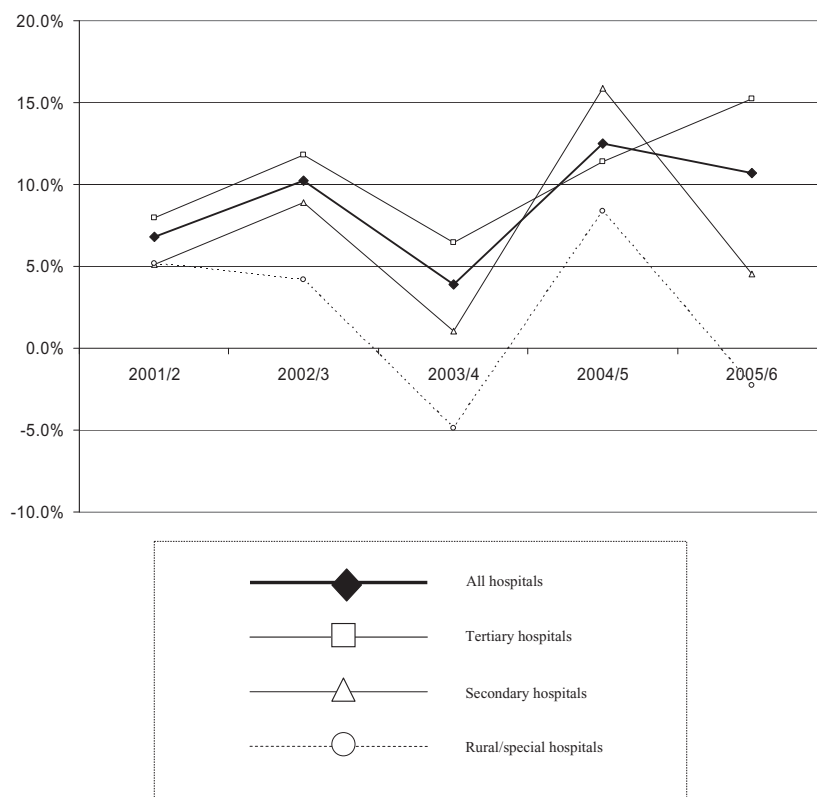 20.0%
15.0%
10.0%
5.0%
0.0%
2001/2 2002/3 2003/4 2004/5 2005/6
-5.0%
-10.0%
All hospitals
Tertiary hospitals
Secondary hospitals
Rural/special hospitals